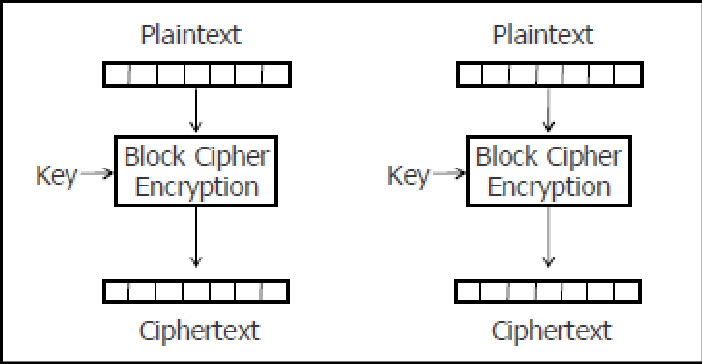 Plaintext
Plaintext
Key
Block Cipher
Encryption
Key
Block Cipher
Encryption
Ciphertext
Ciphertext